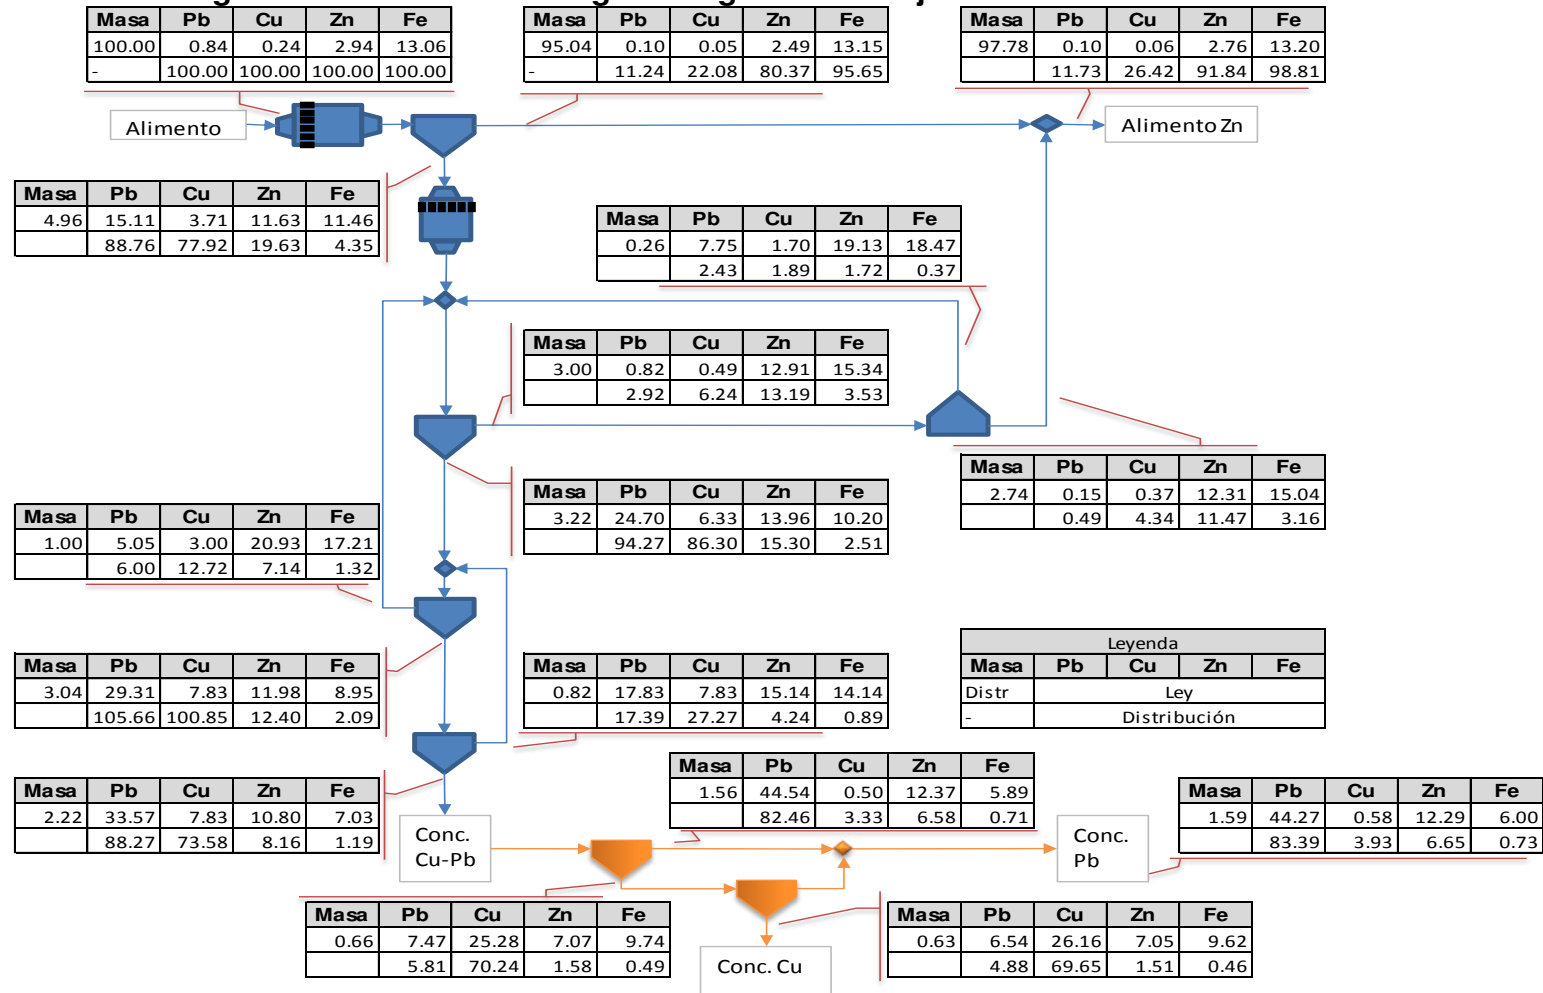 Masa Pb Cu Zn Fe
100.00 0.84 0.24 2.94 13.06
- 100.00 100.00 100.00 100.00
Masa Pb Cu Zn Fe
95.04 0.10 0.05 2.49 13.15
- 11.24 22.08 80.37 95.65
Masa Pb Cu Zn Fe
97.78 0.10 0.06 2.76 13.20
11.73 26.42 91.84 98.81
Alimento
Alimento Zn
Masa Pb Cu Zn Fe
4.96 15.11 3.71 11.63 11.46
88.76 77.92 19.63 4.35
Masa Pb Cu Zn Fe
0.26 7.75 1.70 19.13 18.47
2.43 1.89 1.72 0.37
Masa Pb Cu Zn Fe
3.00 0.82 0.49 12.91 15.34
2.92 6.24 13.19 3.53
Masa Pb Cu Zn Fe
2.74 0.15 0.37 12.31 15.04
0.49 4.34 11.47 3.16
Masa Pb Cu Zn Fe
3.22 24.70 6.33 13.96 10.20
94.27 86.30 15.30 2.51
Masa Pb Cu Zn Fe
1.00 5.05 3.00 20.93 17.21
6.00 12.72 7.14 1.32
Masa Pb Cu Zn Fe
3.04 29.31 7.83 11.98 8.95
105.66 100.85 12.40 2.09
Masa Pb Cu Zn Fe
0.82 17.83 7.83 15.14 14.14
17.39 27.27 4.24 0.89
Leyenda
Masa Pb Cu Zn Fe
Distr Ley
- Distribución
Masa Pb Cu Zn Fe
2.22 33.57 7.83 10.80 7.03
88.27 73.58 8.16 1.19
Masa Pb Cu Zn Fe
1.56 44.54 0.50 12.37 5.89
82.46 3.33 6.58 0.71
Masa Pb Cu Zn Fe
1.59 44.27 0.58 12.29 6.00
83.39 3.93 6.65 0.73
Conc.
Cu-Pb
Conc.
Pb
Masa Pb Cu Zn Fe
0.66 7.47 25.28 7.07 9.74
5.81 70.24 1.58 0.49
Masa Pb Cu Zn Fe
0.63 6.54 26.16 7.05 9.62
4.88 69.65 1.51 0.46
Conc. Cu